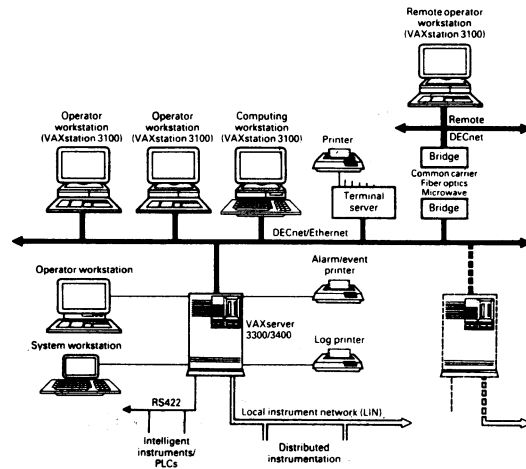 Remote operator
workstation
(VAXstation 3100)
Operator
workstation
(VAXstation 3100)
Operator
workstation
(VAXstation 3100)
Computing
workstation
(VAXstation 3100)
Printer
Remote
DECnet
Bridge
Common carrier
Fiber optics
Microwave
Bridge
Terminal
server
DECnet/Ethernet
Operator workstation
Alarm/event
printer
VAXserver
3300/3400
System workstation
Log printer
RS422
Local instrument network (LIN)
Intelligent
instruments/
PLCs
Distributed
instrumentation